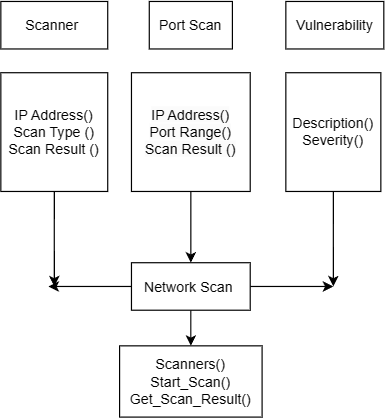 Scanner
Port Scan
Vulnerability
IP Address()
Scan Type ()
Scan Result ()
IP Address()
Port Range()
Scan Result ()
Description()
Severity()
Network Scan
Scanners()
Start_Scan()
Get_Scan_Result()